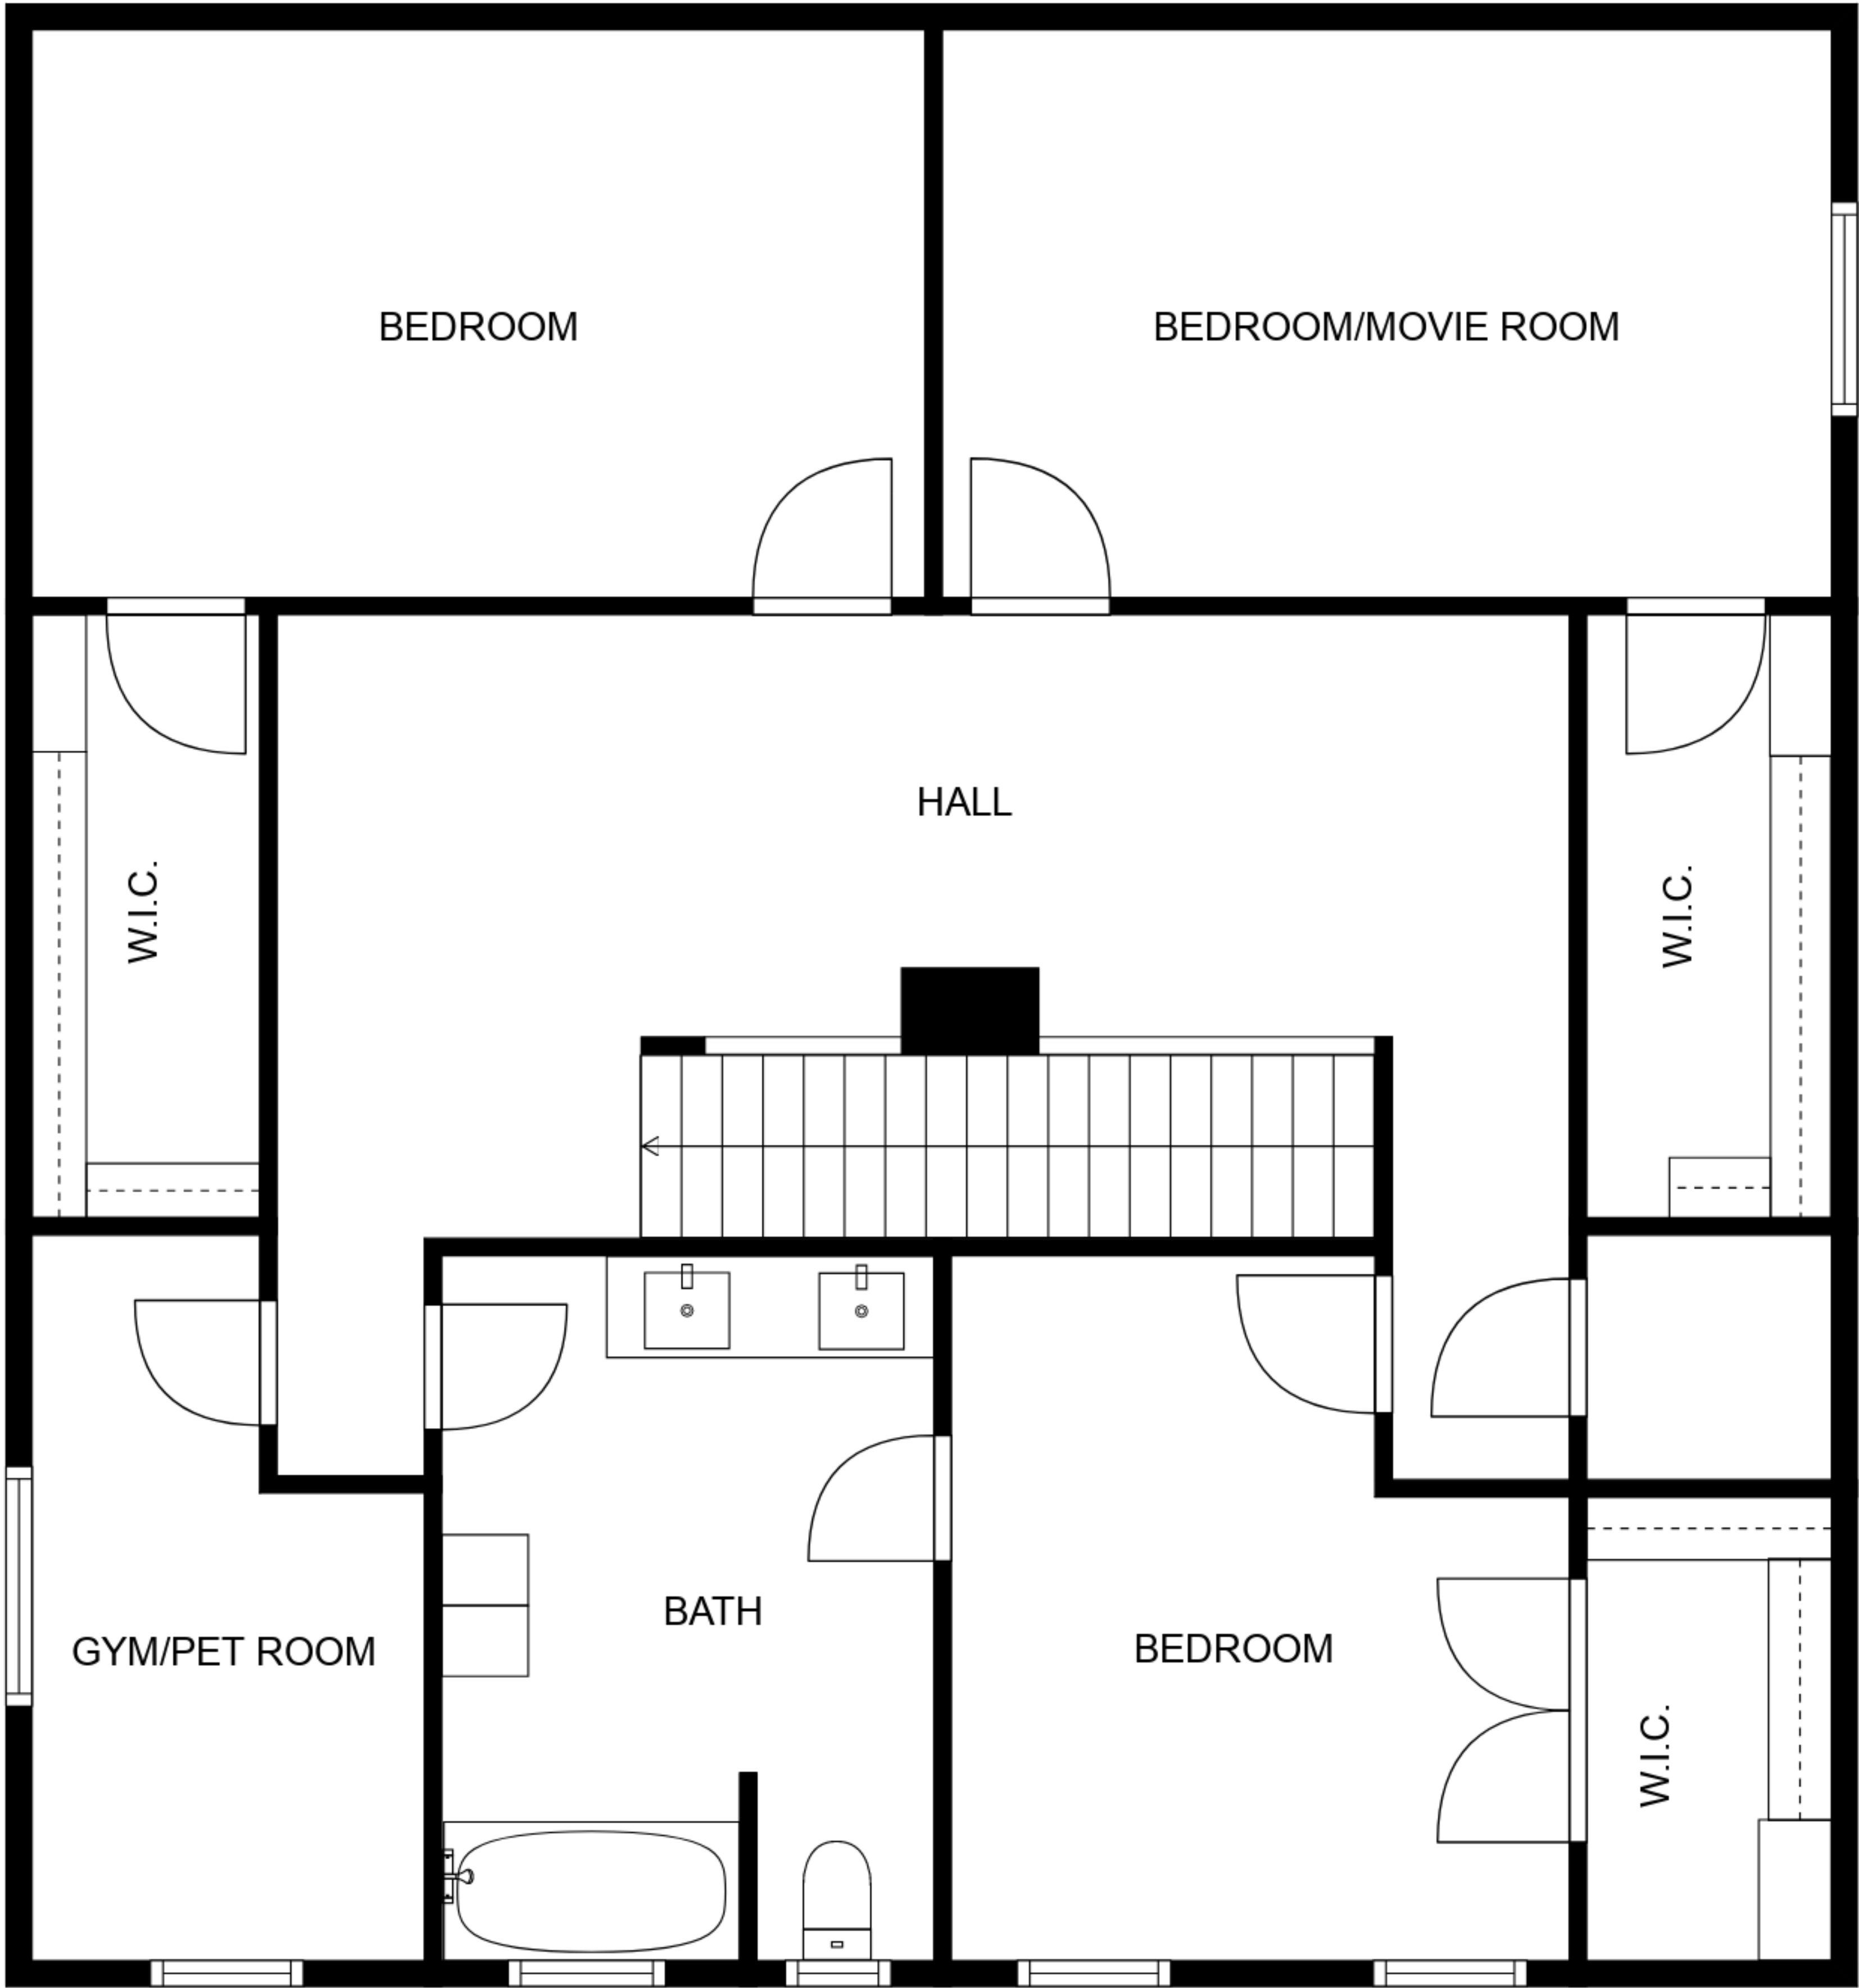 BEDROOM
BEDROOM/MOVIE ROOM
HALL
W.I.C.
W.I.C.
BATH
GYM/PET ROOM
BEDROOM
W.I.C.